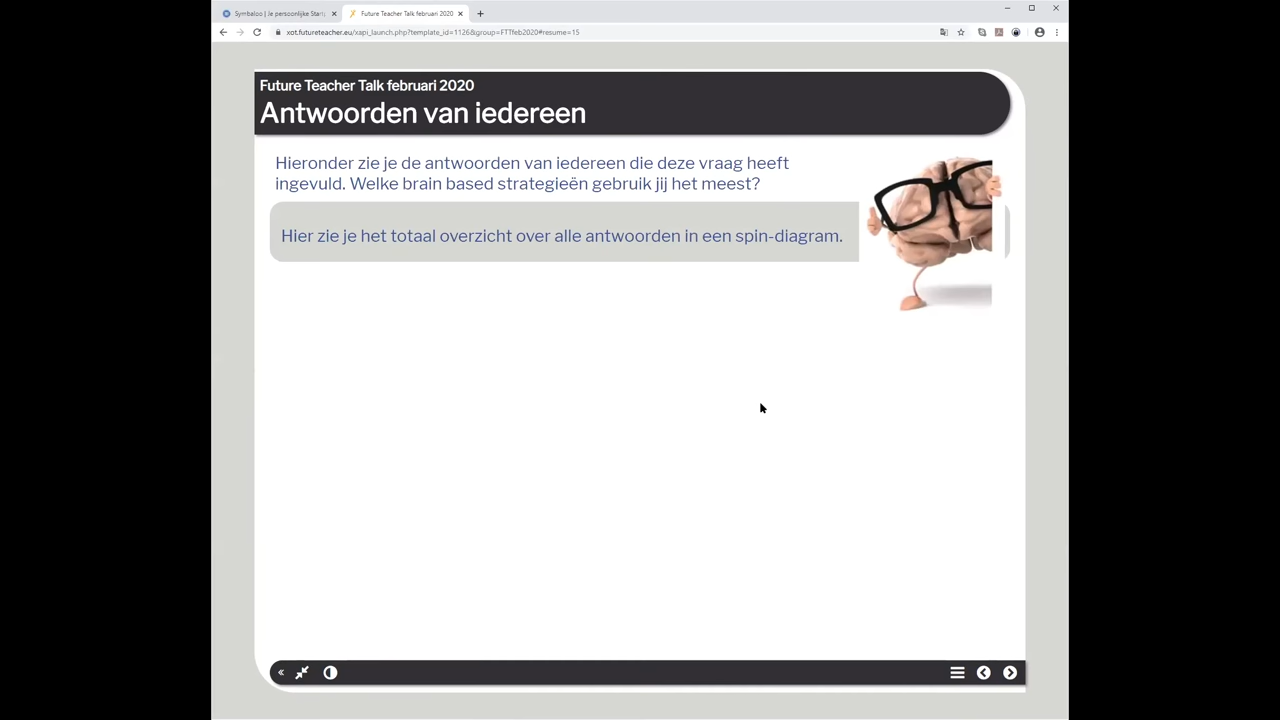 Symbaloo | Je persoonlijke Start
Future Teacher Talk februari 2020
xot.futureteacher.eu/xapi_launch.php?template_id=1126&group=FTTfeb2020#resume=15
Future Teacher Talk februari 2020
Antwoorden van iedereen
Hieronder zie je de antwoorden van iedereen die deze vraag heeft
ingevuld. Welke brain based strategieën gebruik jij het meest?
Hier zie je het totaal overzicht over alle antwoorden in een spin-diagram.